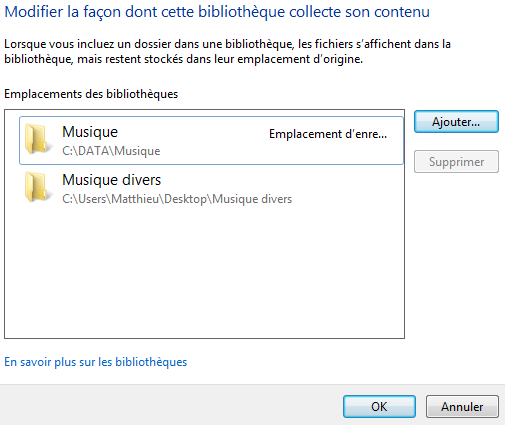 Modifier la façon dont cette bibliothèque collecte son contenu
Lorsque vous incluez un dossier dans une bibliothèque, les fichiers s'affichent dans la
bibliothèque, mais restent stockés dans leur emplacement d'origine.
Emplacements des bibliothèques
Musique Emplacement d'enre...
C:\DATA\Musique
Musique divers
C:\Users\Matthieu\Desktop\Musique divers
Ajouter...
Supprimer
En savoir plus sur les bibliothèques
OK Annuler